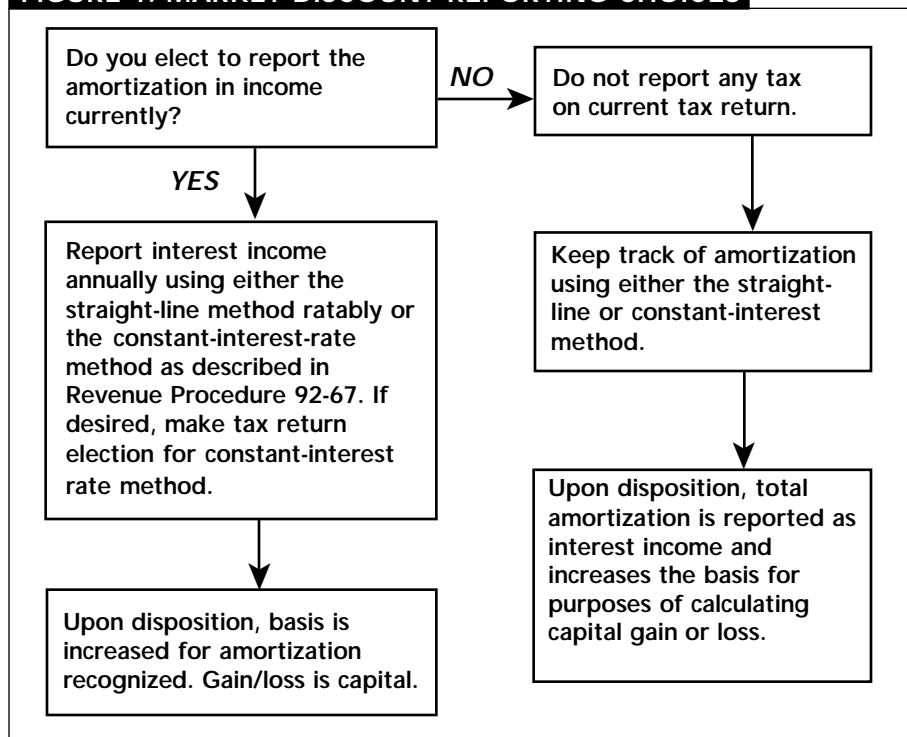 FIGURE MARKET DISCOUNT REPORTING CHOICES
Do you elect to report the
amortization in income
currently?
NO
Do not report any tax
on current tax return.
YES
Report interest income
annually using either the
straight-line method ratably or
the constant-interest-rate
method as described in
Revenue Procedure 92-67. If
desired, make tax return
election for constant-interest
rate method.
Keep track of amortization
using either the straight-
line or constant-interest
method.
Upon disposition, basis is
increased for amortization
recognized. Gain/loss is capital.
Upon disposition, total
amortization is reported as
interest income and
increases the basis for
purposes of calculating
capital gain or loss.